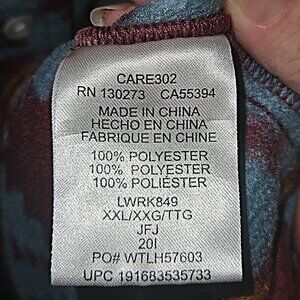 CARE302
RN 130273 CA55394
MADE IN CHINA
HECHO EN CHINA
FABRIQUE EN CHINE
100% POLYESTER
100% POLYESTER
100% POLIÉSTER
LWRK849
XXL/XXG/TTG
JFJ
20I
PO# WTLH57603
UPC 191683535733